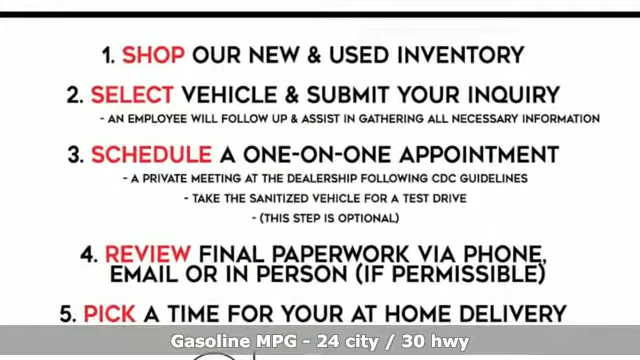 1. SHOP OUR NEW & USED INVENTORY
2. SELECT VEHICLE & SUBMIT YOUR INQUIRY
- AN EMPLOYEE WILL FOLLOW UP & ASSIST IN GATHERING ALL NECESSARY INFORMATION
3. SCHEDULE A ONE-ON-ONE APPOINTMENT
- A PRIVATE MEETING AT THE DEALERSHIP FOLLOWING CDC GUIDELINES
- TAKE THE SANITIZED VEHICLE FOR A TEST DRIVE
- (THIS STEP IS OPTIONAL)
4. REVIEW FINAL PAPERWORK VIA PHONE,
EMAIL OR IN PERSON (IF PERMISSIBLE)
5. PICK A TIME FOR YOUR AT HOME DELIVERY
Gasoline MPG - 24 city / 30 hwy